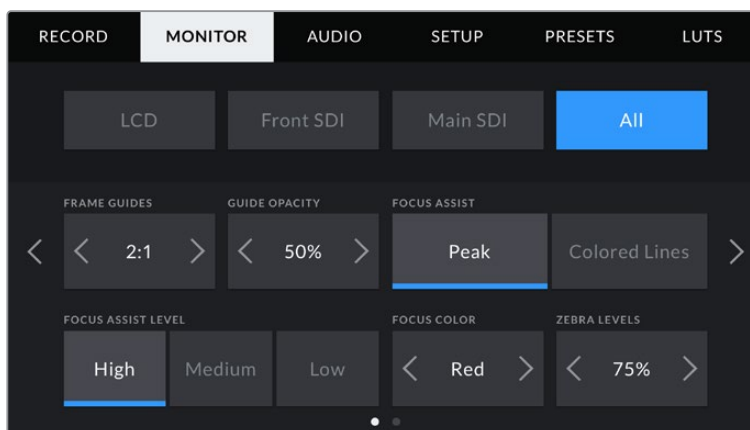 RECORD MONITOR AUDIO SETUP PRESETS LUTS
LCD Front SDI Main SDI All
FRAME GUIDES GUIDE OPACITY FOCUS ASSIST
2:1 50% Peak Colored Lines
FOCUS ASSIST LEVEL FOCUS COLOR ZEBRA LEVELS
High Medium Low Red 75%